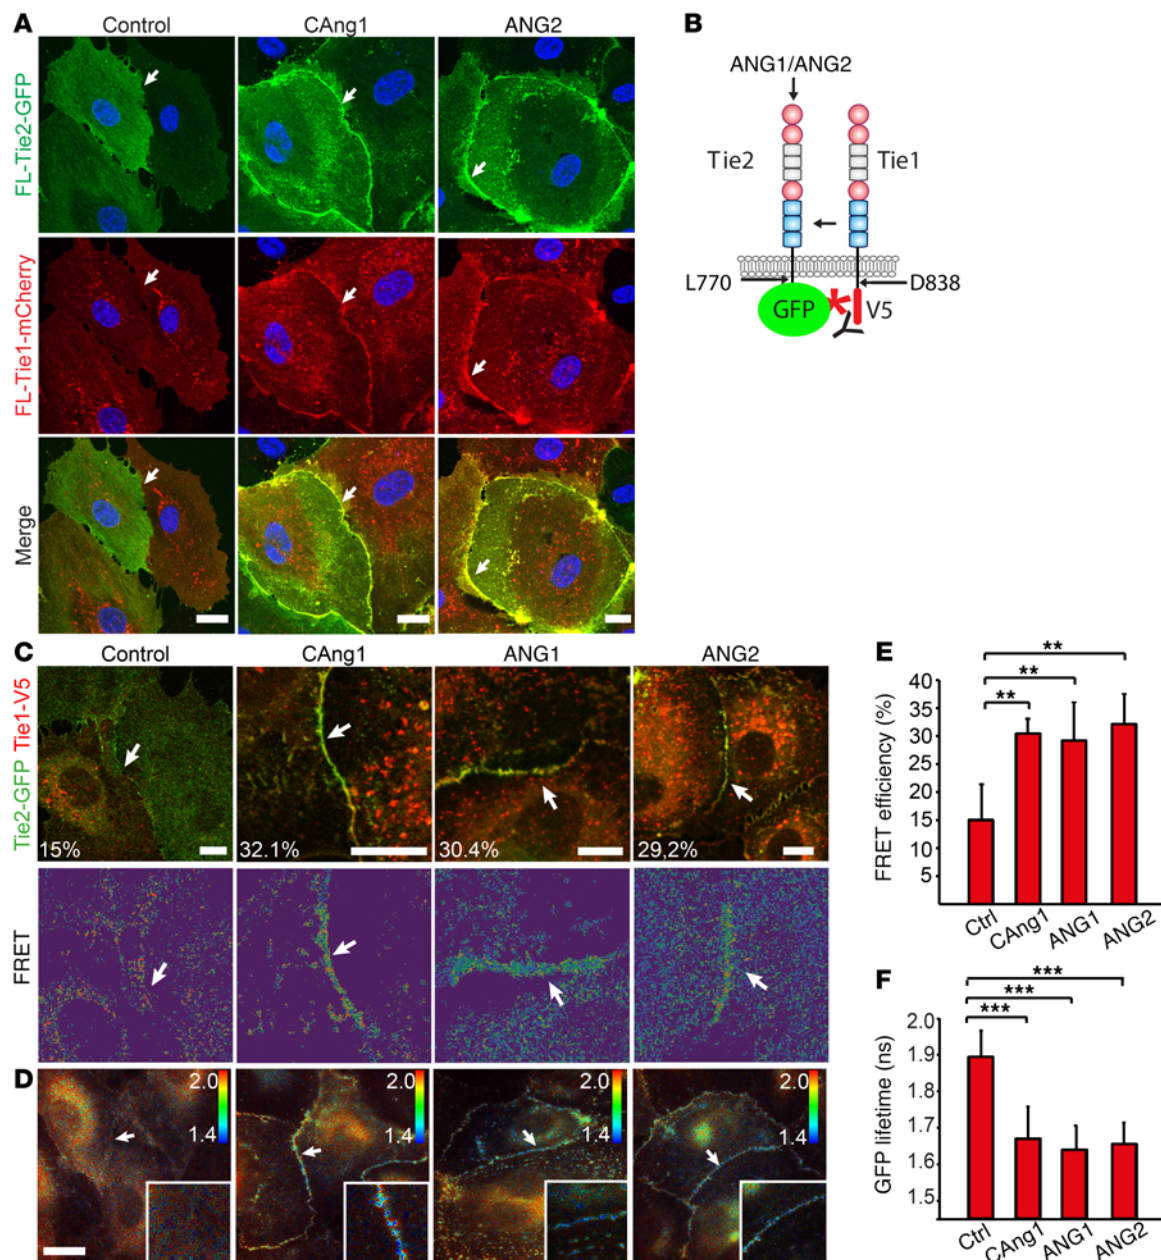 A
Control
CAng1
ANG2
FL-Tie2-GFP
FL-Tie1-mCherry
Merge
B
ANG1/ANG2
Tie2
Tie1
L770
D838
GFP
V5
C
Control
CAng1
ANG1
ANG2
Tie2-GFP Tie1-V5
15%
32.1%
30.4%
29,2%
FRET
D
2.0
1.4
2.0
1.4
2.0
1.4
2.0
1.4
E
**
**
**
FRET efficiency (%)
40
35
30
25
20
15
10
5
Ctrl
CAng1
ANG1
ANG2
F
***
***
***
GFP lifetime (ns)
2.0
1.9
1.7
1.6
1.5
Ctrl
CAng1
ANG1
ANG2